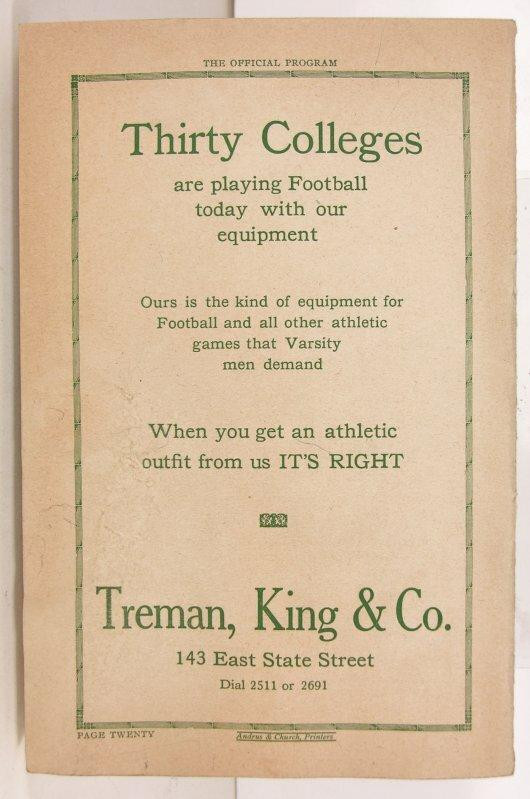 THE OFFICIAL PROGRAM
Thirty Colleges
are playing Football
today with our
equipment
Ours is the kind of equipment for
Football and all other athletic
games that Varsity
men demand
When you get an athletic
outfit from us IT'S RIGHT
Treman, King & Co.
143 East State Street
Dial 2511 or 2691
PAGE TWENTY
Andrus & Church, Printers